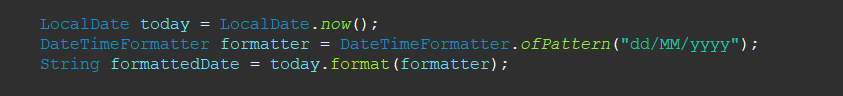 LocalDate today = LocalDate.now();
DateTimeFormatter formatter = DateTimeFormatter.ofPattern("dd/MM/yyyy");
String formattedDate = today.format(formatter);